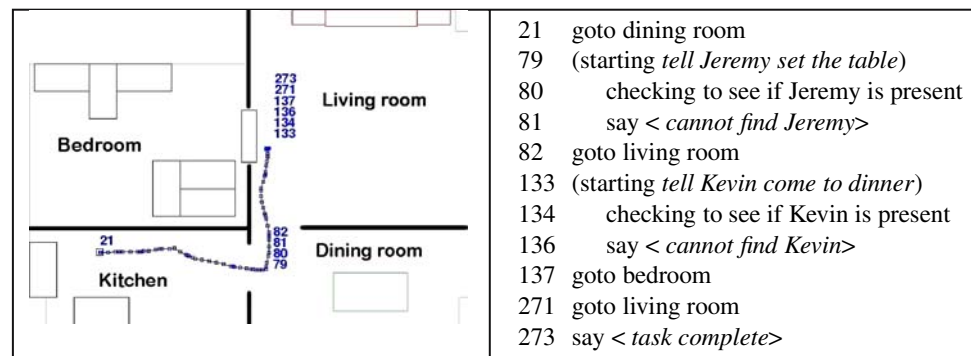 273
271
137
136
134
133
Living room
Bedroom
21
82
81
80
79
Dining room
Kitchen
21 goto dining room
79 (starting tell Jeremy set the table)
80 checking to see if Jeremy is present
81 say < cannot find Jeremy>
82 goto living room
133 (starting tell Kevin come to dinner)
134 checking to see if Kevin is present
136 say < cannot find Kevin>
137 goto bedroom
271 goto living room
273 say < task complete>